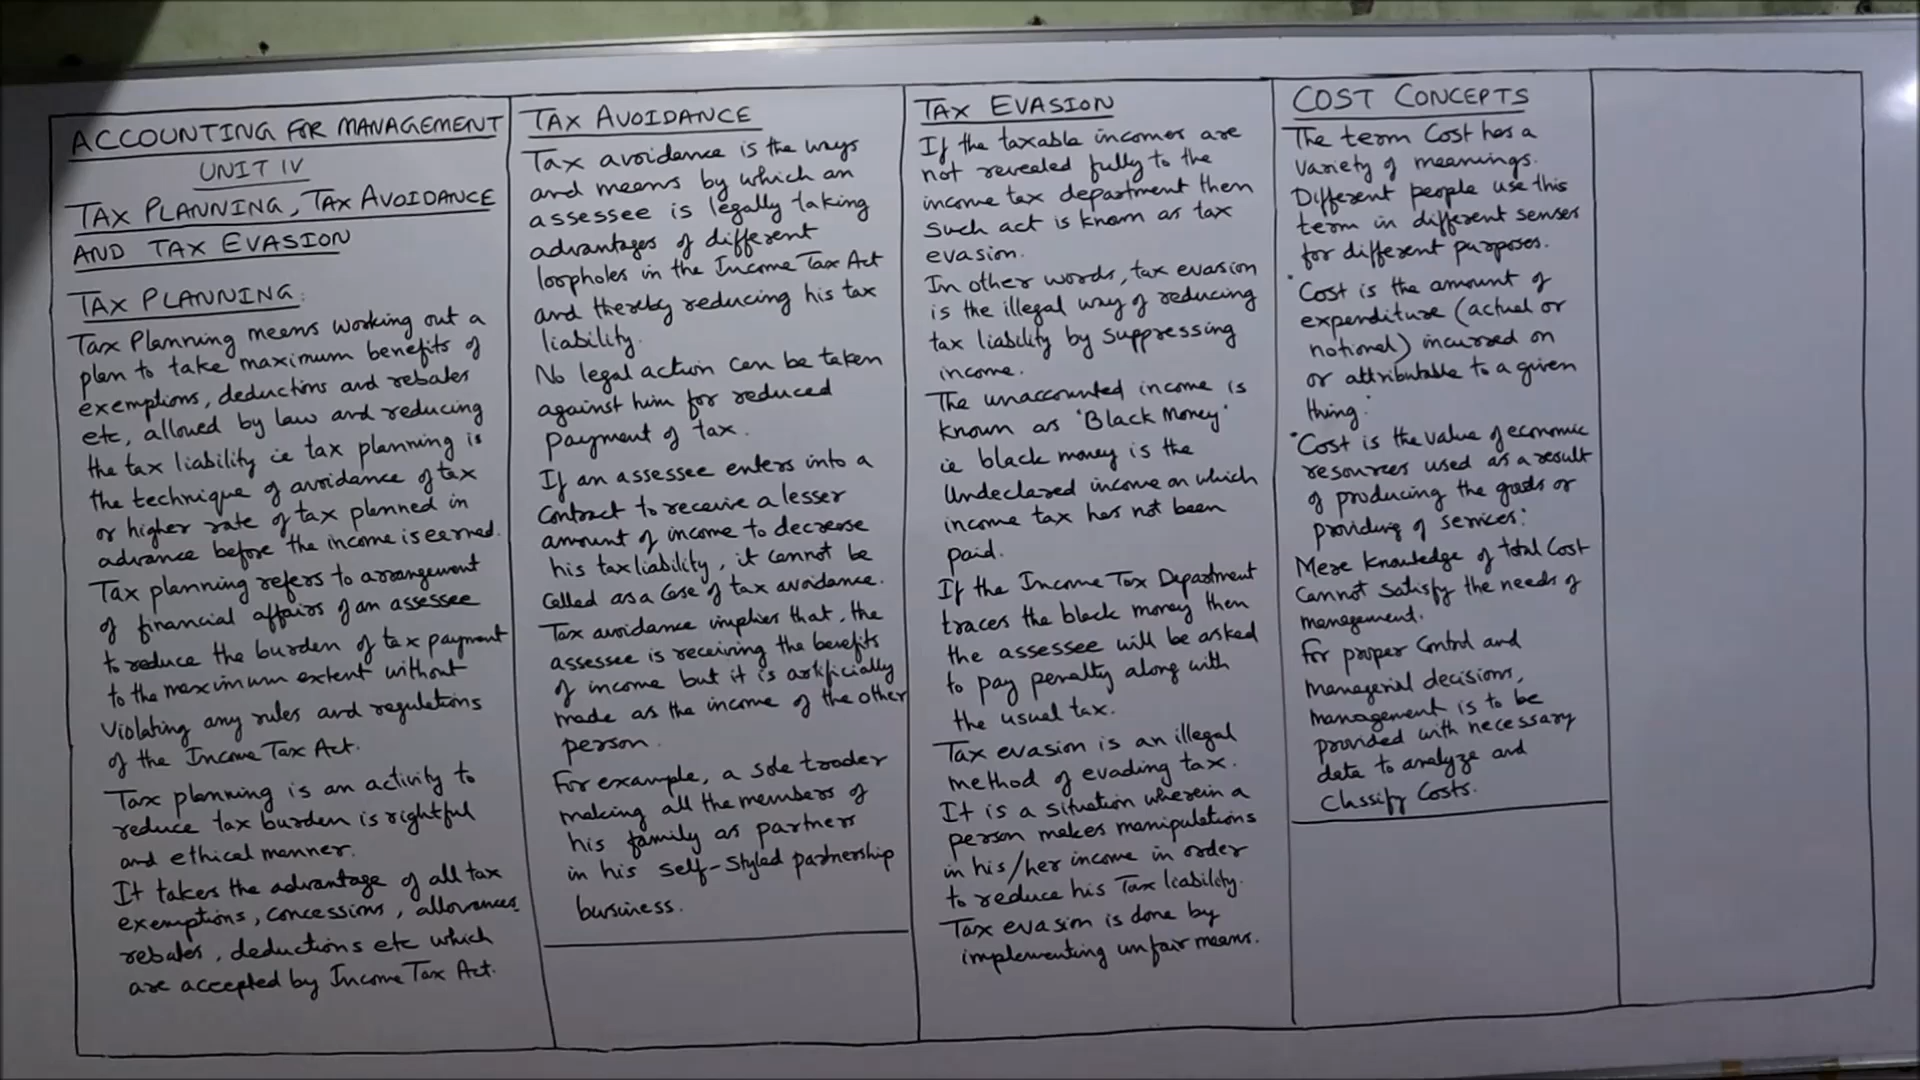 ACCOUNTING FOR MANAGEMENT
UNIT IV
TAX PLANNING, TAX AVOIDANCE
AND TAX EVASION
TAX PLANNING:
Tax Planning means working out a
plan to take maximum benefits of
exemptions, deductions and rebates
etc, allowed by law and reducing
the tax liability ie tax planning is
the technique of avoidance of tax
or higher rate of tax planned in
advance before the income is earned.
Tax planning refers to arrangement
of financial affairs of an assessee
to reduce the burden of tax payment
to the maximum extent without
violating any rules and regulations
of the Income Tax Act.
Tax planning is an activity to
reduce tax burden is rightful
and ethical manner.
It takes the advantage of all tax
exemptions, concessions, allowances,
rebates, deductions etc which
are accepted by Income Tax Act.
TAX AVOIDANCE
Tax avoidance is the ways
and means by which an
assessee is legally taking
advantages of different
loopholes in the Income Tax Act
and thereby reducing his tax
liability.
No legal action can be taken
against him for reduced
payment of tax.
If an assessee enters into a
contract to receive a lesser
amount of income to decrease
his tax liability, it cannot be
called as a case of tax avoidance.
Tax avoidance implies that, the
assessee is receiving the benefits
of income but it is artificially
made as the income of the other
person.
For example, a sole trader
making all the members of
his family as partners
in his self-styled partnership
business.
TAX EVASION
If the taxable incomes are
not revealed fully to the
income tax department then
such act is known as tax
evasion.
In other words, tax evasion
is the illegal way of reducing
tax liability by suppressing
income.
The unaccounted income is
known as 'Black Money'
ie black money is the
undeclared income on which
income tax has not been
paid.
If the Income Tax Department
traces the black money then
the assessee will be asked
to pay penalty along with
the usual tax.
Tax evasion is an illegal
method of evading tax.
It is a situation wherein a
person makes manipulations
in his/her income in order
to reduce his Tax liability.
Tax evasion is done by
implementing unfair means.
COST CONCEPTS
The term Cost has a
variety of meanings.
Different people use this
term in different senses
for different purposes.
"Cost is the amount of
expenditure (actual or
notional) incurred on
or attributable to a given
thing."
"Cost is the value of economic
resources used as a result
of producing the goods or
providing of services."
Mere knowledge of total cost
cannot satisfy the needs of
management.
For proper control and
managerial decisions,
management is to be
provided with necessary
data to analyze and
classify costs.